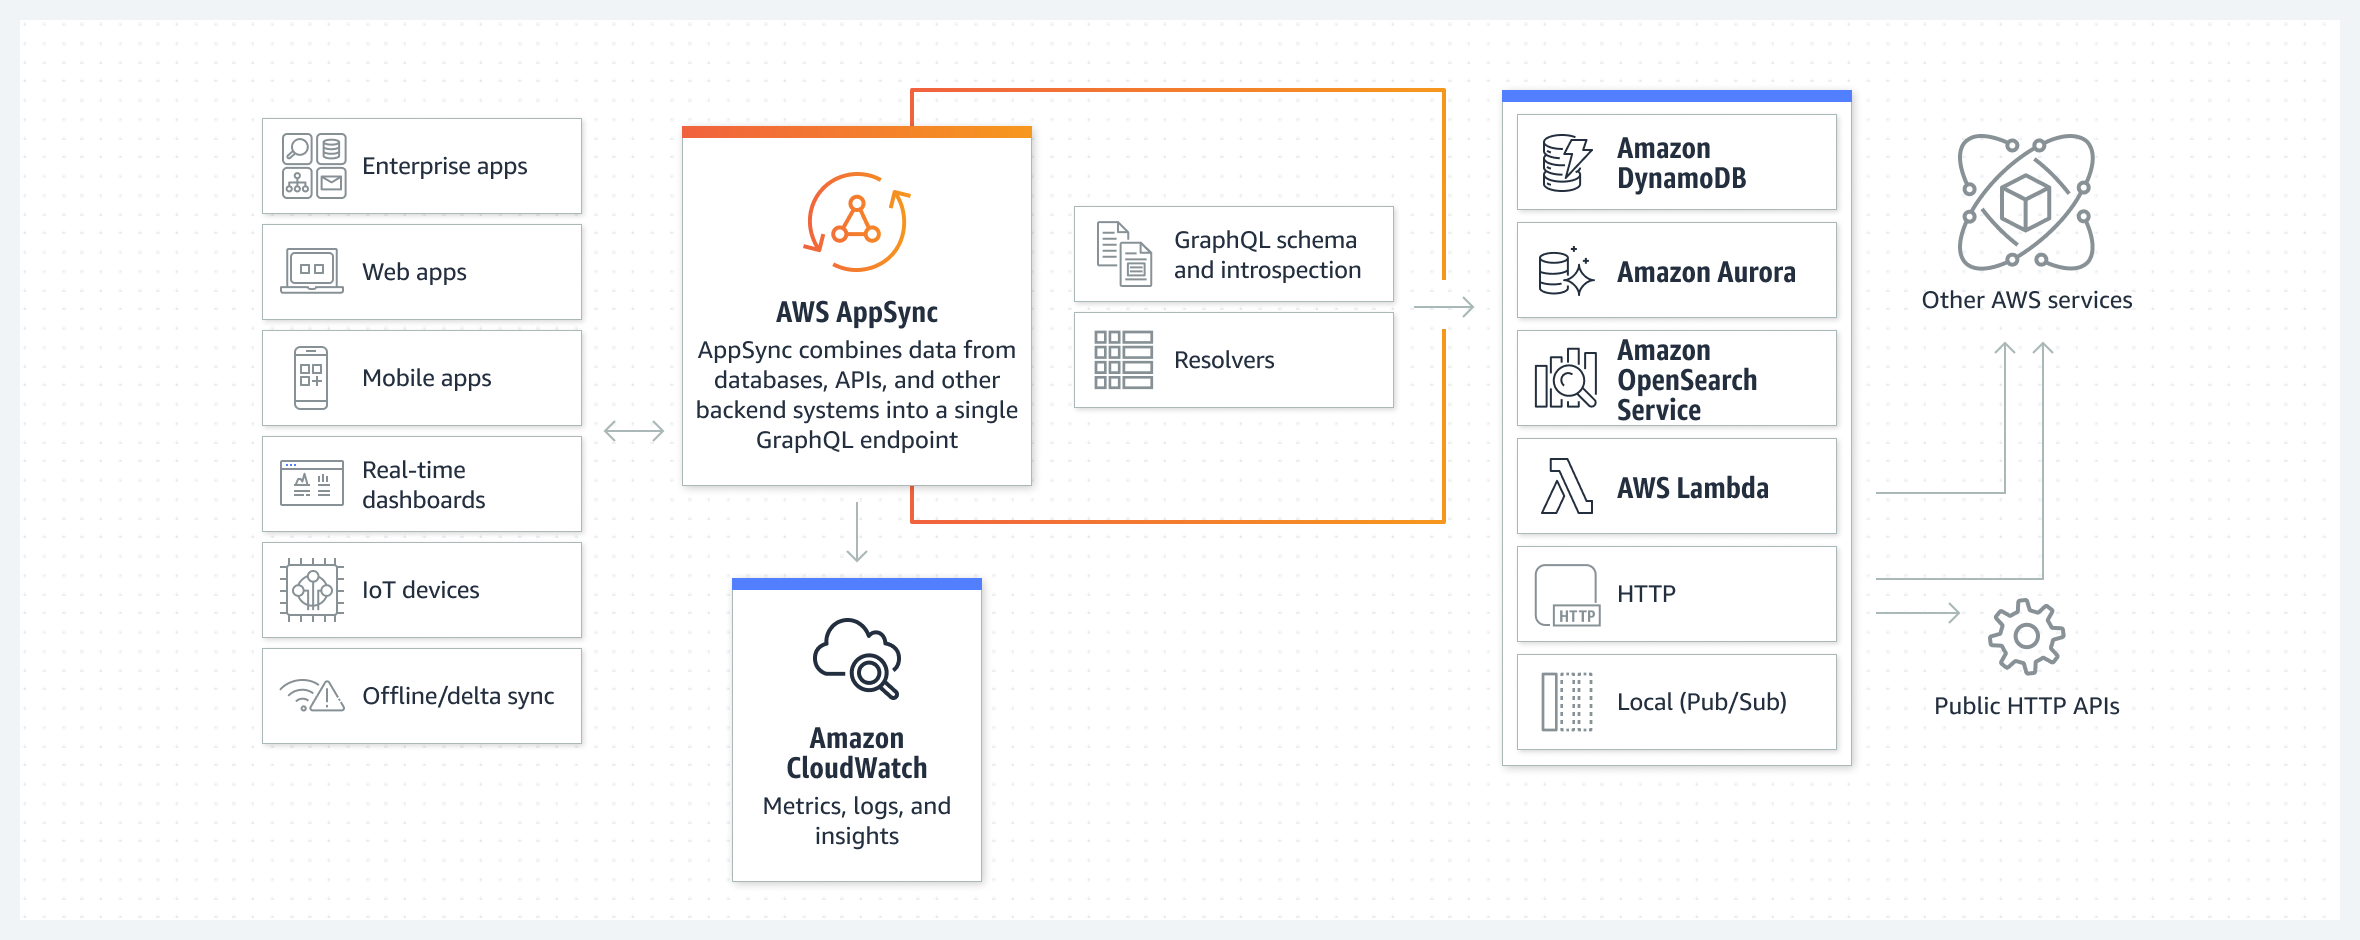 Enterprise apps
Web apps
Mobile apps
Real-time
dashboards
IoT devices
Offline/delta sync
AWS AppSync
AppSync combines data from
databases, APIs, and other
backend systems into a single
GraphQL endpoint
Amazon
CloudWatch
Metrics, logs, and
insights
GraphQL schema
and introspection
Resolvers
Amazon
DynamoDB
Amazon Aurora
Amazon
OpenSearch
Service
AWS Lambda
HTTP
HTTP
Local (Pub/Sub)
Other AWS services
Public HTTP APIs